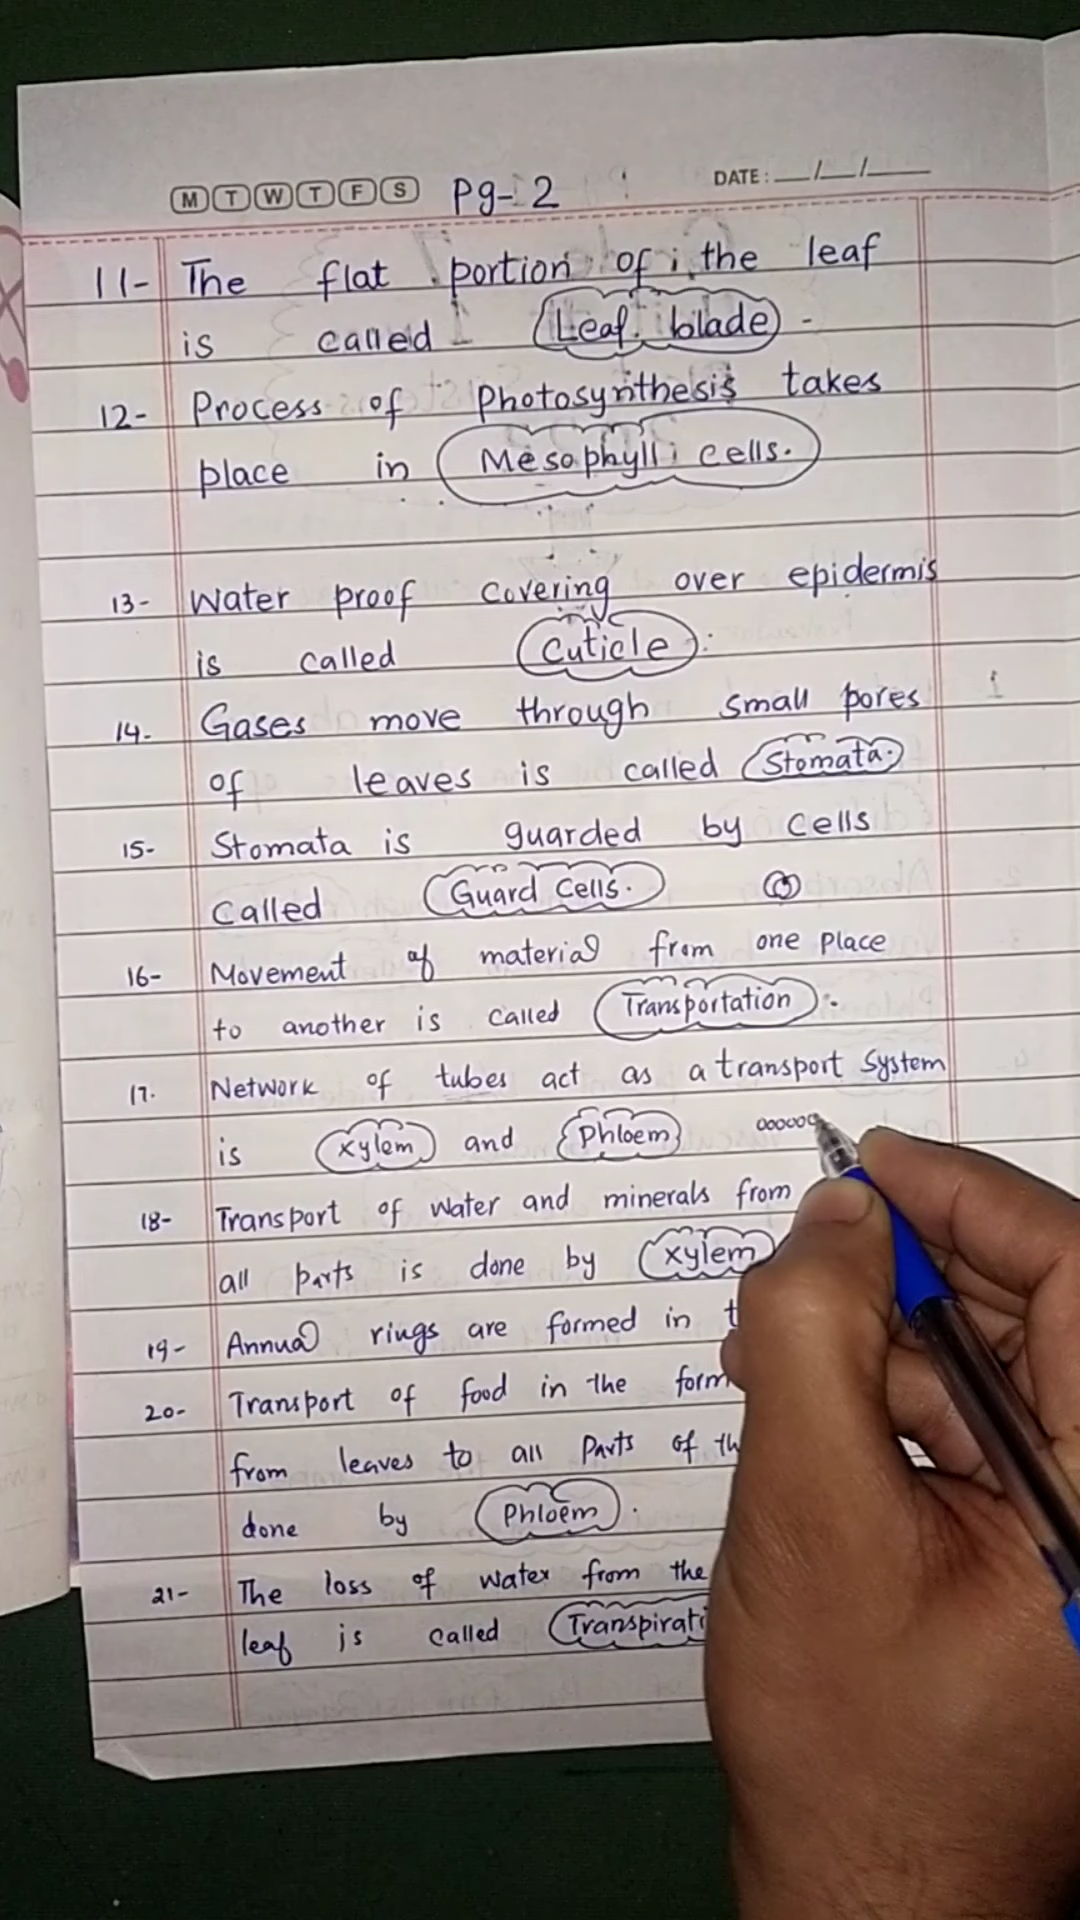 M T W T F S Pg-2 DATE: __/__/__
11- The flat portion of the leaf
is called Leaf blade.
12- Process of Photosynthesis takes
place in Mesophyll cells.
13- Water proof covering over epidermis
is called Cuticle.
14- Gases move through small pores
of leaves is called Stomata.
15- Stomata is guarded by cells
Called Guard Cells.
16- Movement of material from one place
to another is called Transportation.
17. Network of tubes act as a transport system
is Xylem and Phloem
18- Transport of water and minerals from
all parts is done by Xylem
19- Annual rings are formed in
20- Transport of food in the form
from leaves to all parts of
done by Phloem.
21- The loss of water from the
leaf is called Transpirati